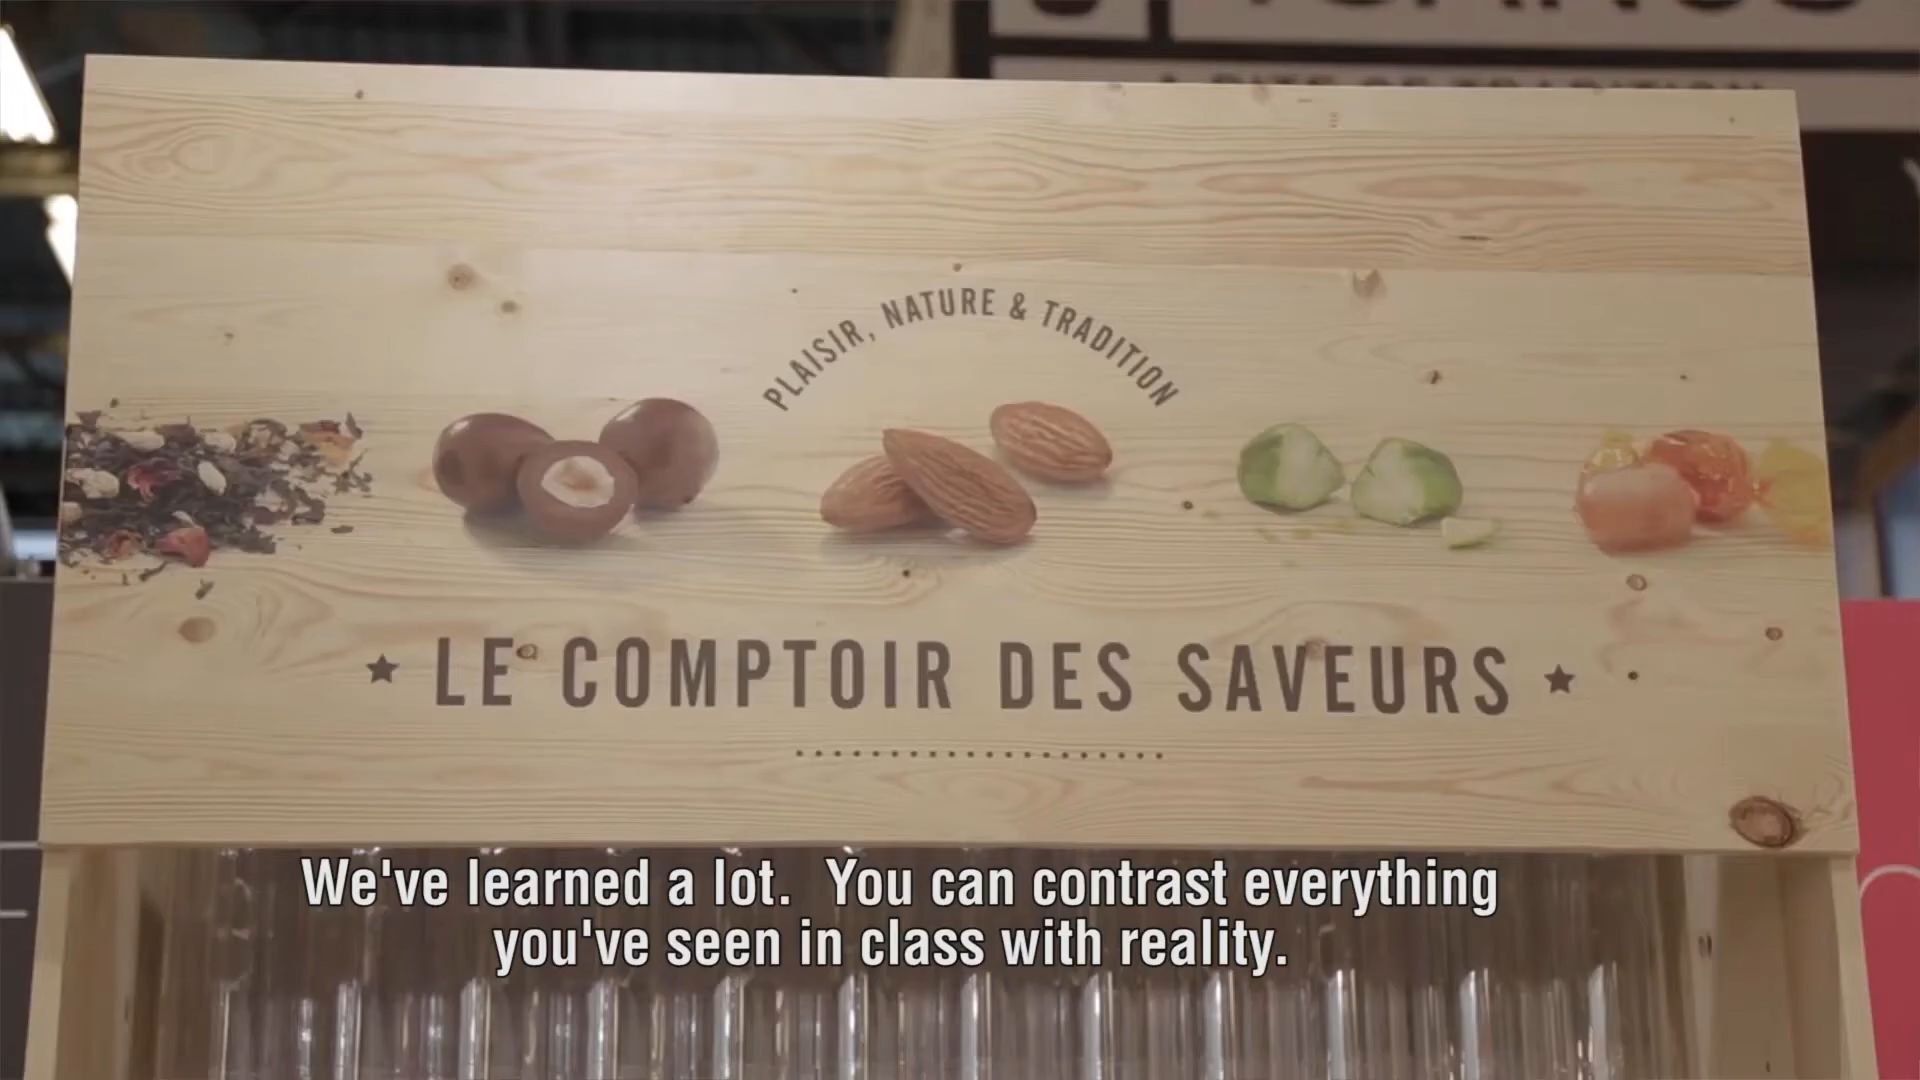 PLAISIR, NATURE & TRADITION
LE COMPTOIR DES SAVEURS
We've learned a lot. You can contrast everything
you've seen in class with reality.